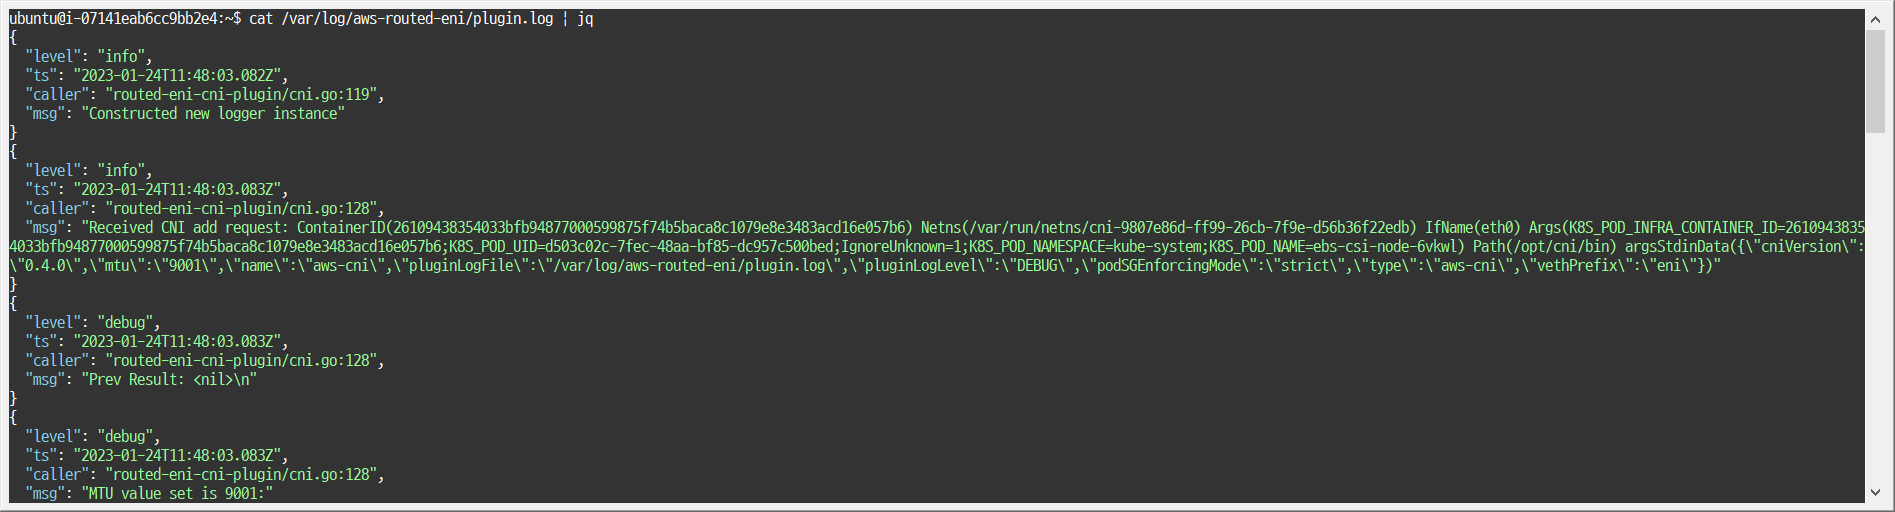 ubuntu@i-07141eab6cc9bb2e4:~$ cat /var/log/aws-routed-eni/plugin.log | jq
{
  "level": "info",
  "ts": "2023-01-24T11:48:03.082Z",
  "caller": "routed-eni-cni-plugin/cni.go:119",
  "msg": "Constructed new logger instance"
}
{
  "level": "info",
  "ts": "2023-01-24T11:48:03.083Z",
  "caller": "routed-eni-cni-plugin/cni.go:128",
  "msg": "Received CNI add request: ContainerID(26109438354033bfb94877000599875f74b5baca8c1079e8e3483acd16e057b6) Netns(/var/run/netns/cni-9807e86d-ff99-26cb-7f9e-d56b36f22edb) IfName(eth0) Args(K8S_POD_INFRA_CONTAINER_ID=2610943835
4033bfb94877000599875f74b5baca8c1079e8e3483acd16e057b6;K8S_POD_UID=d503c02c-7fec-48aa-bf85-dc957c500bed;IgnoreUnknown=1;K8S_POD_NAMESPACE=kube-system;K8S_POD_NAME=ebs-csi-node-6vkwl) Path(/opt/cni/bin) argsStdinData({\"cniVersion\":
\"0.4.0\",\"mtu\":\"9001\",\"name\":\"aws-cni\",\"pluginLogFile\":\"/var/log/aws-routed-eni/plugin.log\",\"pluginLogLevel\":\"DEBUG\",\"podSGEnforcingMode\":\"strict\",\"type\":\"aws-cni\",\"vethPrefix\":\"eni\"})"
}
{
  "level": "debug",
  "ts": "2023-01-24T11:48:03.083Z",
  "caller": "routed-eni-cni-plugin/cni.go:128",
  "msg": "Prev Result: <nil>\n"
}
{
  "level": "debug",
  "ts": "2023-01-24T11:48:03.083Z",
  "caller": "routed-eni-cni-plugin/cni.go:128",
  "msg": "MTU value set is 9001:"